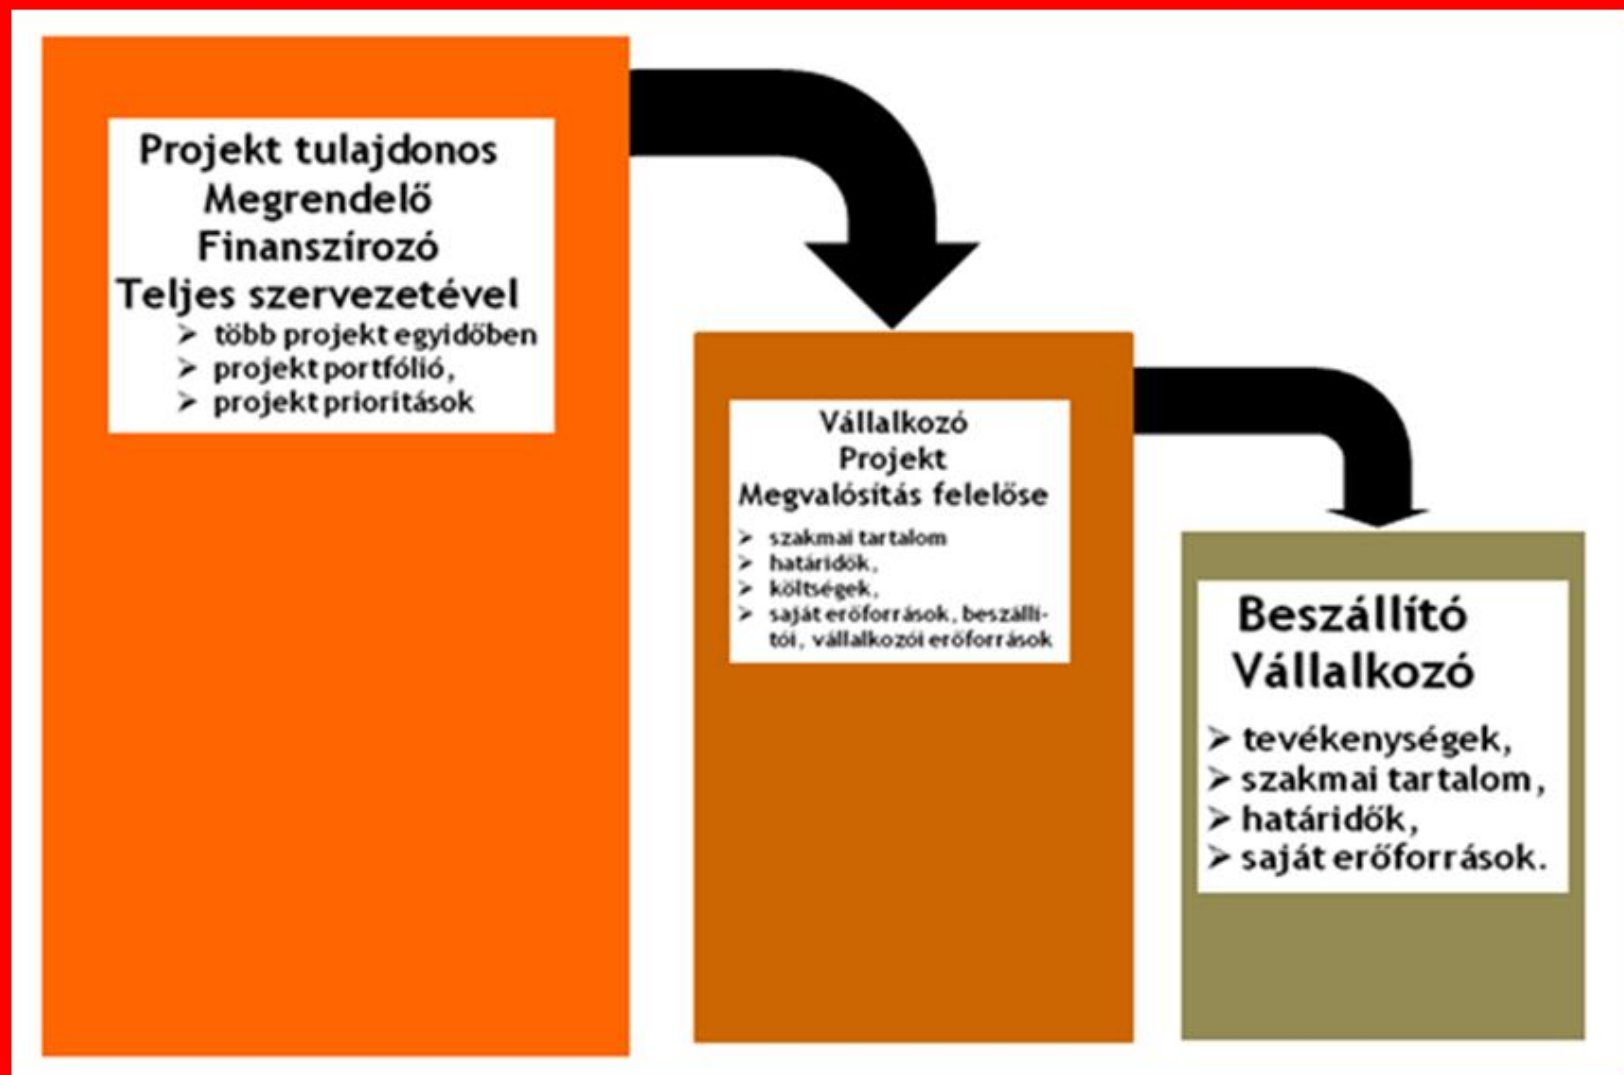 Projekt tulajdonos
Megrendelő
Finanszírozó
Teljes szervezetével
➢ több projekt egyidőben
➢ projekt portfólió,
➢ projekt prioritások
Vállalkozó
Projekt
Megvalósítás felelőse
➢ szakmai tartalom
➢ határidők,
➢ költségek,
➢ saját erőforrások, beszállí-
tói, vállalkozói erőforrások
Beszállító
Vállalkozó
➢ tevékenységek,
➢ szakmai tartalom,
➢ határidők,
➢ saját erőforrások.